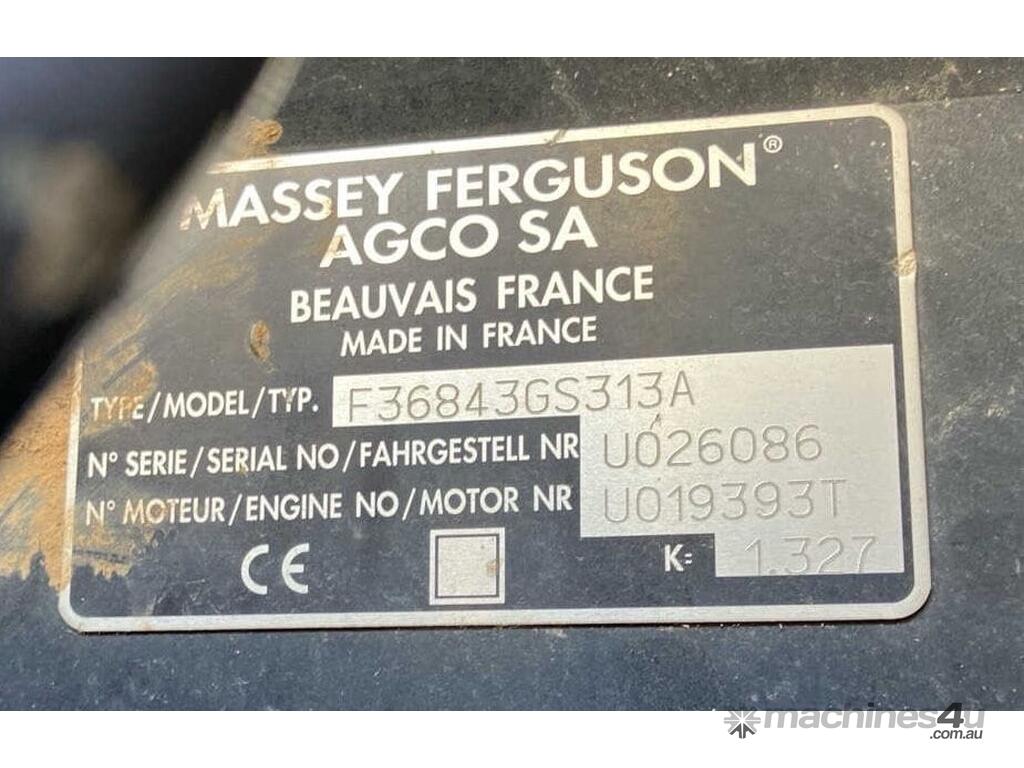 MASSEY FERGUSON®
AGCO SA
BEAUVAIS FRANCE
MADE IN FRANCE
TYPE/MODEL/TYP. F36843GS313A
N° SERIE/SERIAL NO/FAHRGESTELL NR U026086
N° MOTEUR/ENGINE NO/MOTOR NR U019393T
CE K= 1.327
machines4u
.com.au